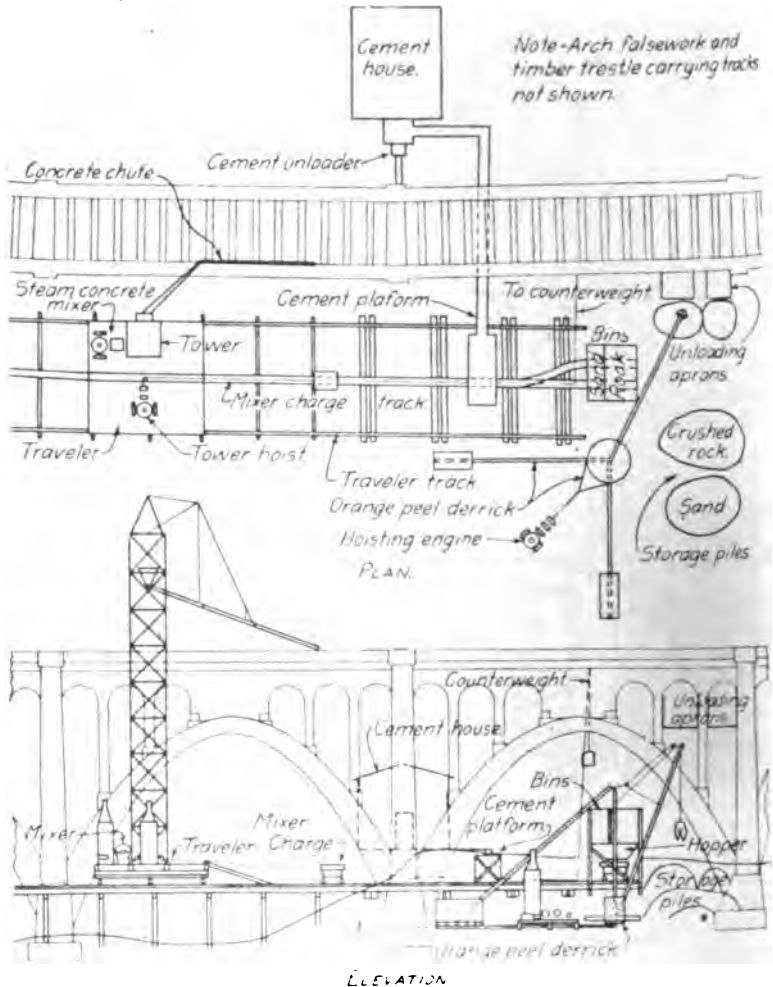 Cement
house.
Note-Arch falsework and
timber trestle carrying tracks
not shown.
Cement unloader
Concrete chute
Steam concrete
mixer
Cement plaform
To counterweight
Tower
Bins
Sand
Rock
Unloading
aprons.
Mixer charge track
Traveler
Tower hoist
Crushed
rock.
Traveler track
Orange peel derrick
Sand
Hoisting engine
Storage piles
PLAN.
Counterweight
Unloading
aprons
Cement house
Bins
Cement
platform
Mixer
Mixer
Charge
Traveler
Hopper
Storage
piles
Orange peel derrick
ELEVATION